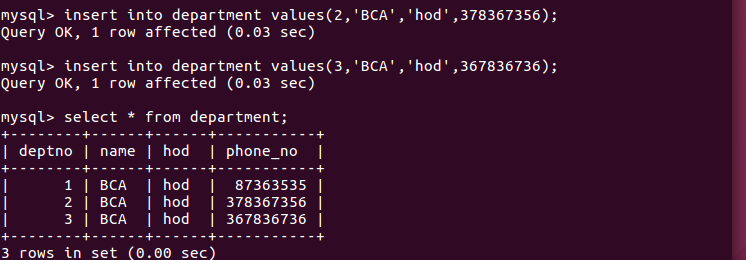 mysql> insert into department values(2,'BCA','hod',378367356);
Query OK, 1 row affected (0.03 sec)
mysql> insert into department values(3,'BCA','hod',367836736);
Query OK, 1 row affected (0.03 sec)
mysql> select * from department;
+--------+------+------+-----------+
| deptno | name | hod  | phone_no  |
+--------+------+------+-----------+
|      1 | BCA  | hod  |  87363535 |
|      2 | BCA  | hod  | 378367356 |
|      3 | BCA  | hod  | 367836736 |
+--------+------+------+-----------+
3 rows in set (0.00 sec)